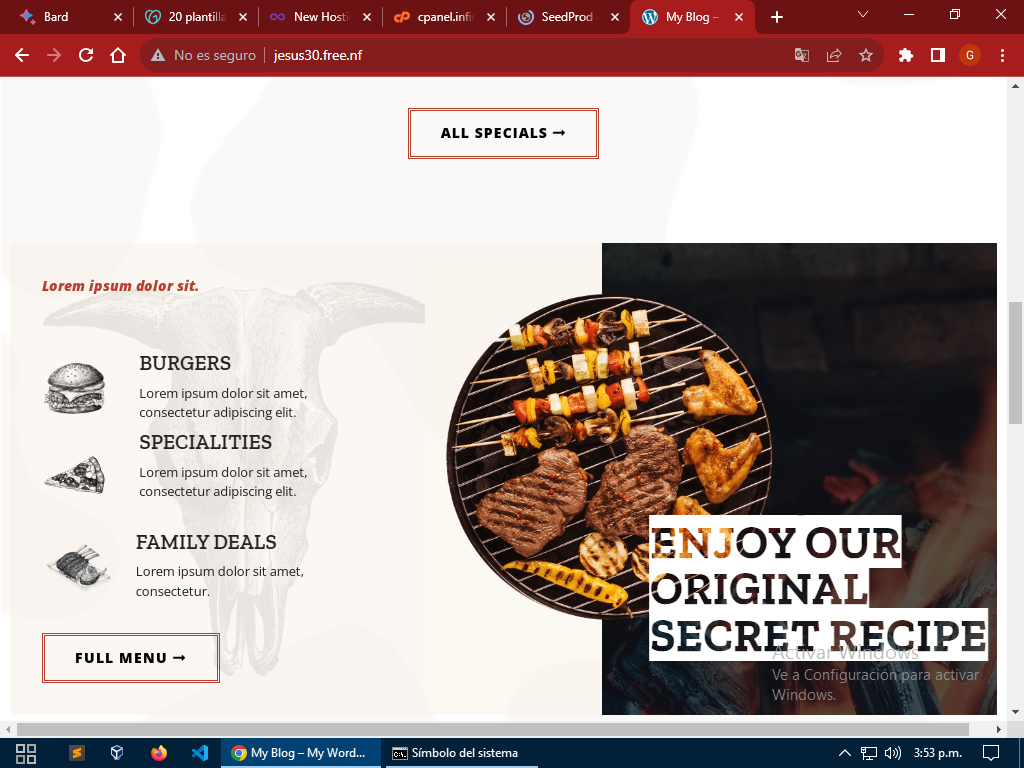 Bard
20 plantilla
New Hosti
cpanel.infi
SeedProd
My Blog –
No es seguro
jesus30.free.nf
G
ALL SPECIALS →
Lorem ipsum dolor sit.
BURGERS
Lorem ipsum dolor sit amet,
consectetur adipiscing elit.
SPECIALITIES
Lorem ipsum dolor sit amet,
consectetur adipiscing elit.
FAMILY DEALS
Lorem ipsum dolor sit amet,
consectetur.
FULL MENU →
ENJOY OUR
ORIGINAL
SECRET RECIPE
Activar Windows
Ve a Configuración para activar
Windows.
My Blog – My Word...
Símbolo del sistema
3:53 p.m.